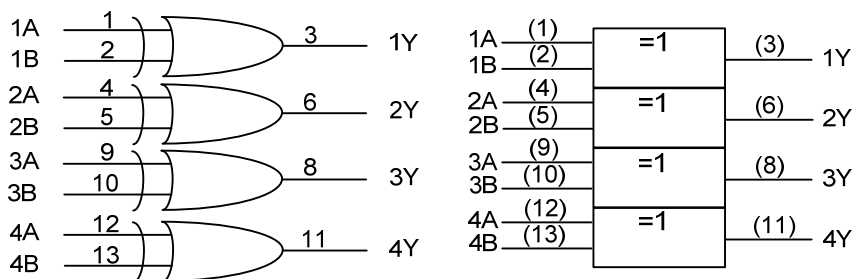 1A 1 3 1Y
1B 2
2A 4 6 2Y
2B 5
3A 9 8 3Y
3B 10
4A 12 11 4Y
4B 13
1A (1) =1 (3) 1Y
1B (2)
2A (4) =1 (6) 2Y
2B (5)
3A (9) =1 (8) 3Y
3B (10)
4A (12) =1 (11) 4Y
4B (13)